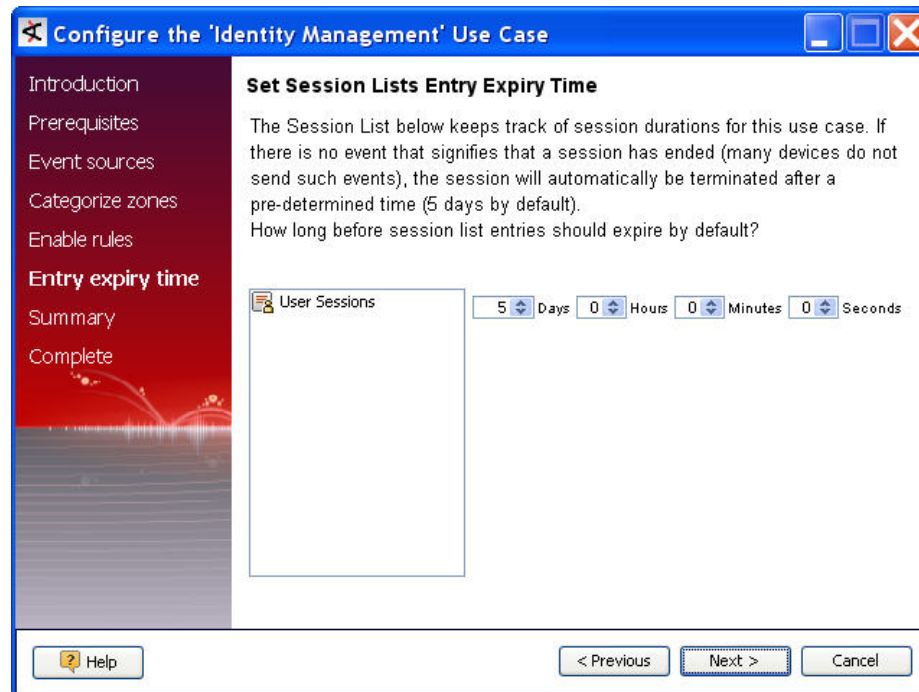 Configure the 'Identity Management' Use Case
Introduction
Prerequisites
Event sources
Categorize zones
Enable rules
Entry expiry time
Summary
Complete
Set Session Lists Entry Expiry Time
The Session List below keeps track of session durations for this use case. If
there is no event that signifies that a session has ended (many devices do not
send such events), the session will automatically be terminated after a
pre-determined time (5 days by default).
How long before session list entries should expire by default?
User Sessions
5 Days 0 Hours 0 Minutes 0 Seconds
Help
< Previous
Next >
Cancel